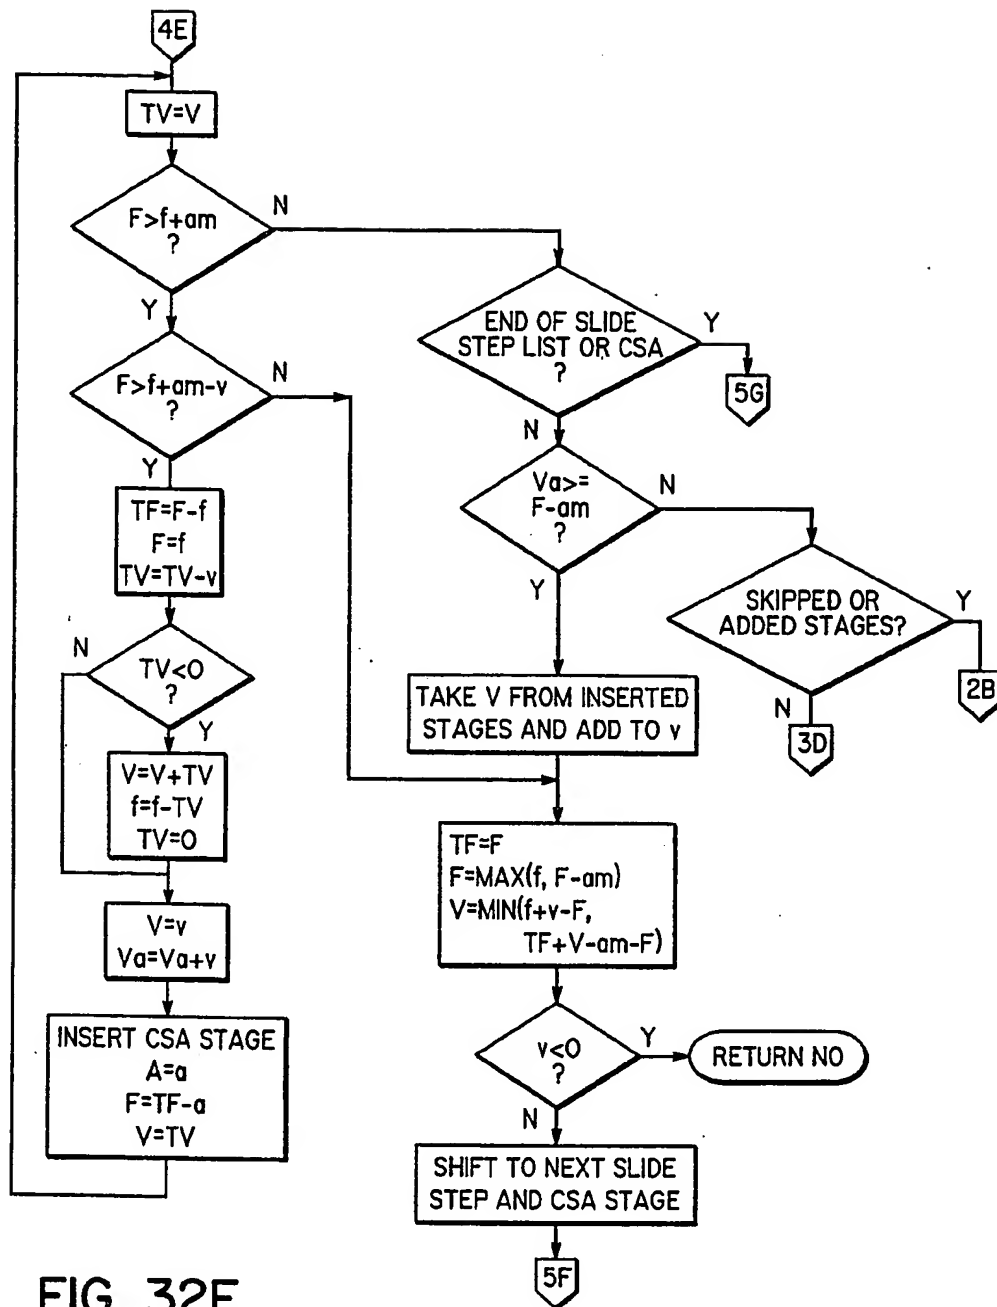 4E
TV=V
F>f+am
?
N
Y
F>f+am-v
?
N
Y
TF=F-f
F=f
TV=TV-v
TV<0
?
N
Y
V=V+TV
f=f-TV
TV=0
V=v
Va=Va+v
INSERT CSA STAGE
A=a
F=TF-a
V=TV
END OF SLIDE
STEP LIST OR CSA
?
Y
5G
N
Va>=
F-am
?
N
Y
SKIPPED OR
ADDED STAGES?
Y
2B
N
3D
TAKE V FROM INSERTED
STAGES AND ADD TO v
TF=F
F=MAX(f, F-am)
V=MIN(f+v-F,
TF+V-am-F)
v<0
?
Y
RETURN NO
N
SHIFT TO NEXT SLIDE
STEP AND CSA STAGE
5F